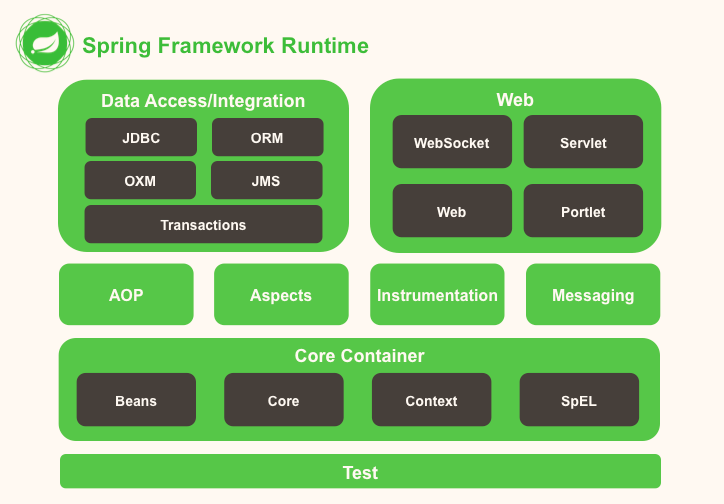 Spring Framework Runtime
Data Access/Integration
JDBC
ORM
OXM
JMS
Transactions
Web
WebSocket
Servlet
Web
Portlet
AOP
Aspects
Instrumentation
Messaging
Core Container
Beans
Core
Context
SpEL
Test